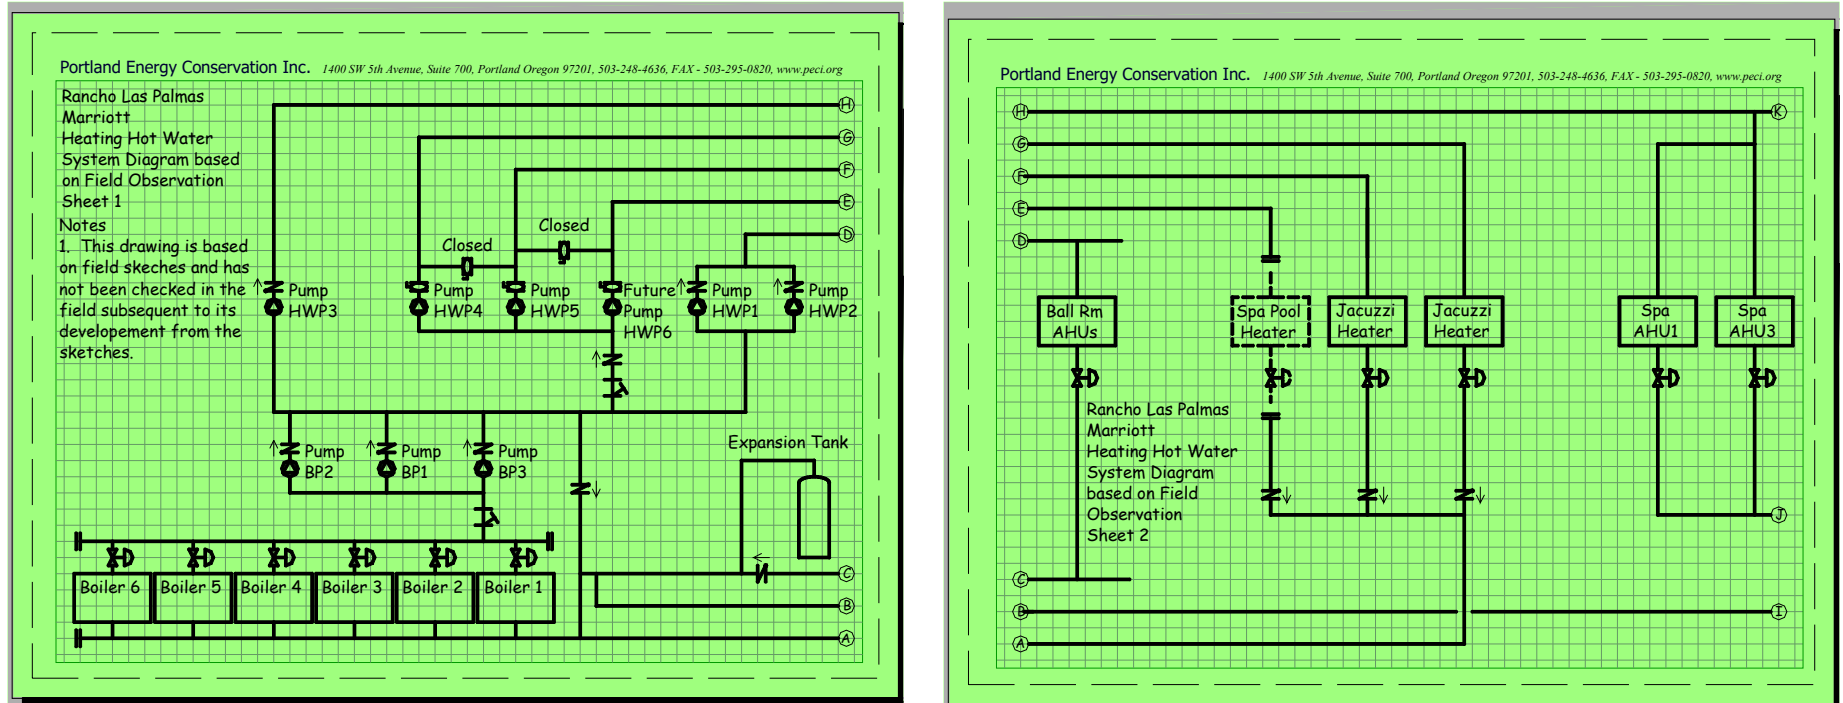 Portland Energy Conservation Inc. 1400 SW 5th Avenue, Suite 700, Portland Oregon 97201, 503-248-4636, FAX - 503-295-0820, www.peci.org
Rancho Las Palmas
Marriott
Heating Hot Water
System Diagram based
on Field Observation
Sheet 1
Notes
1. This drawing is based
on field skeches and has
not been checked in the
field subsequent to its
developement from the
sketches.
H
G
F
E
D
Closed
Closed
Pump
HWP3
Pump
HWP4
Pump
HWP5
Future
Pump
HWP6
Pump
HWP1
Pump
HWP2
Pump
BP2
Pump
BP1
Pump
BP3
Expansion Tank
Boiler 6
Boiler 5
Boiler 4
Boiler 3
Boiler 2
Boiler 1
C
B
A
Portland Energy Conservation Inc. 1400 SW 5th Avenue, Suite 700, Portland Oregon 97201, 503-248-4636, FAX - 503-295-0820, www.peci.org
H
K
G
F
E
D
Ball Rm
AHUs
Spa Pool
Heater
Jacuzzi
Heater
Jacuzzi
Heater
Spa
AHU1
Spa
AHU3
Rancho Las Palmas
Marriott
Heating Hot Water
System Diagram
based on Field
Observation
Sheet 2
J
C
B
I
A